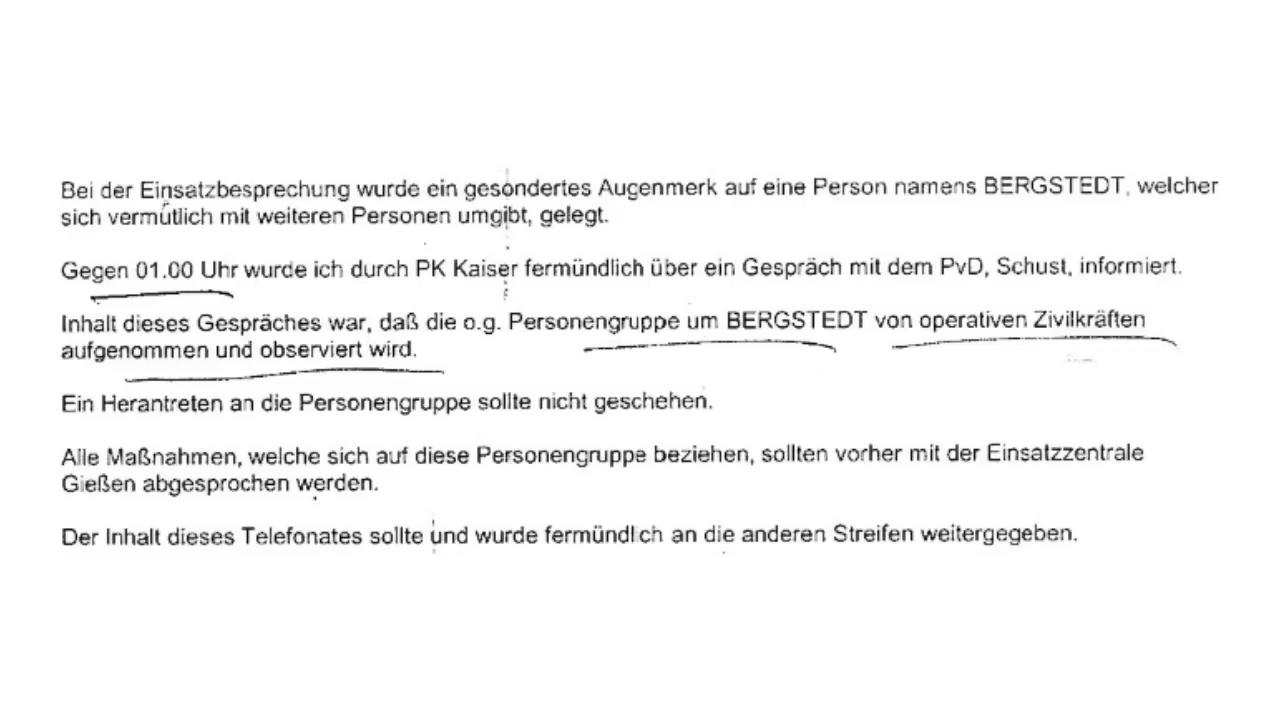 Bei der Einsatzbesprechung wurde ein gesondertes Augenmerk auf eine Person namens BERGSTEDT, welcher
sich vermutlich mit weiteren Personen umgibt, gelegt.
Gegen 01.00 Uhr wurde ich durch PK Kaiser fermündlich über ein Gespräch mit dem PvD, Schust, informiert.
Inhalt dieses Gespräches war, daß die o.g. Personengruppe um BERGSTEDT von operativen Zivilkräften
aufgenommen und observiert wird.
Ein Herantreten an die Personengruppe sollte nicht geschehen.
Alle Maßnahmen, welche sich auf diese Personengruppe beziehen, sollten vorher mit der Einsatzzentrale
Gießen abgesprochen werden.
Der Inhalt dieses Telefonates sollte und wurde fermündlich an die anderen Streifen weitergegeben.